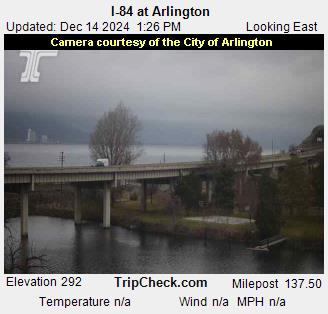 I-84 at Arlington
Updated: Dec 14 2024 1:26 PM Looking East
Camera courtesy of the City of Arlington
Elevation 292 TripCheck.com Milepost 137.50
Temperature n/a Wind n/a MPH n/a